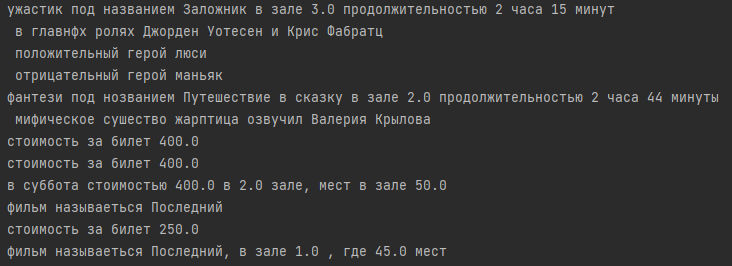 ужастик под названием Заложник в зале 3.0 продолжительностью 2 часа 15 минут
в главнфх ролях Джорден Уотесен и Крис Фабратц
положительный герой люси
отрицательный герой маньяк
фантези под нозванием Путешествие в сказку в зале 2.0 продолжительностью 2 часа 44 минуты
мифическое сушество жарптица озвучил Валерия Крылова
стоимость за билет 400.0
стоимость за билет 400.0
в суббота стоимостью 400.0 в 2.0 зале, мест в зале 50.0
фильм называеться Последний
стоимость за билет 250.0
фильм называеться Последний, в зале 1.0 , где 45.0 мест